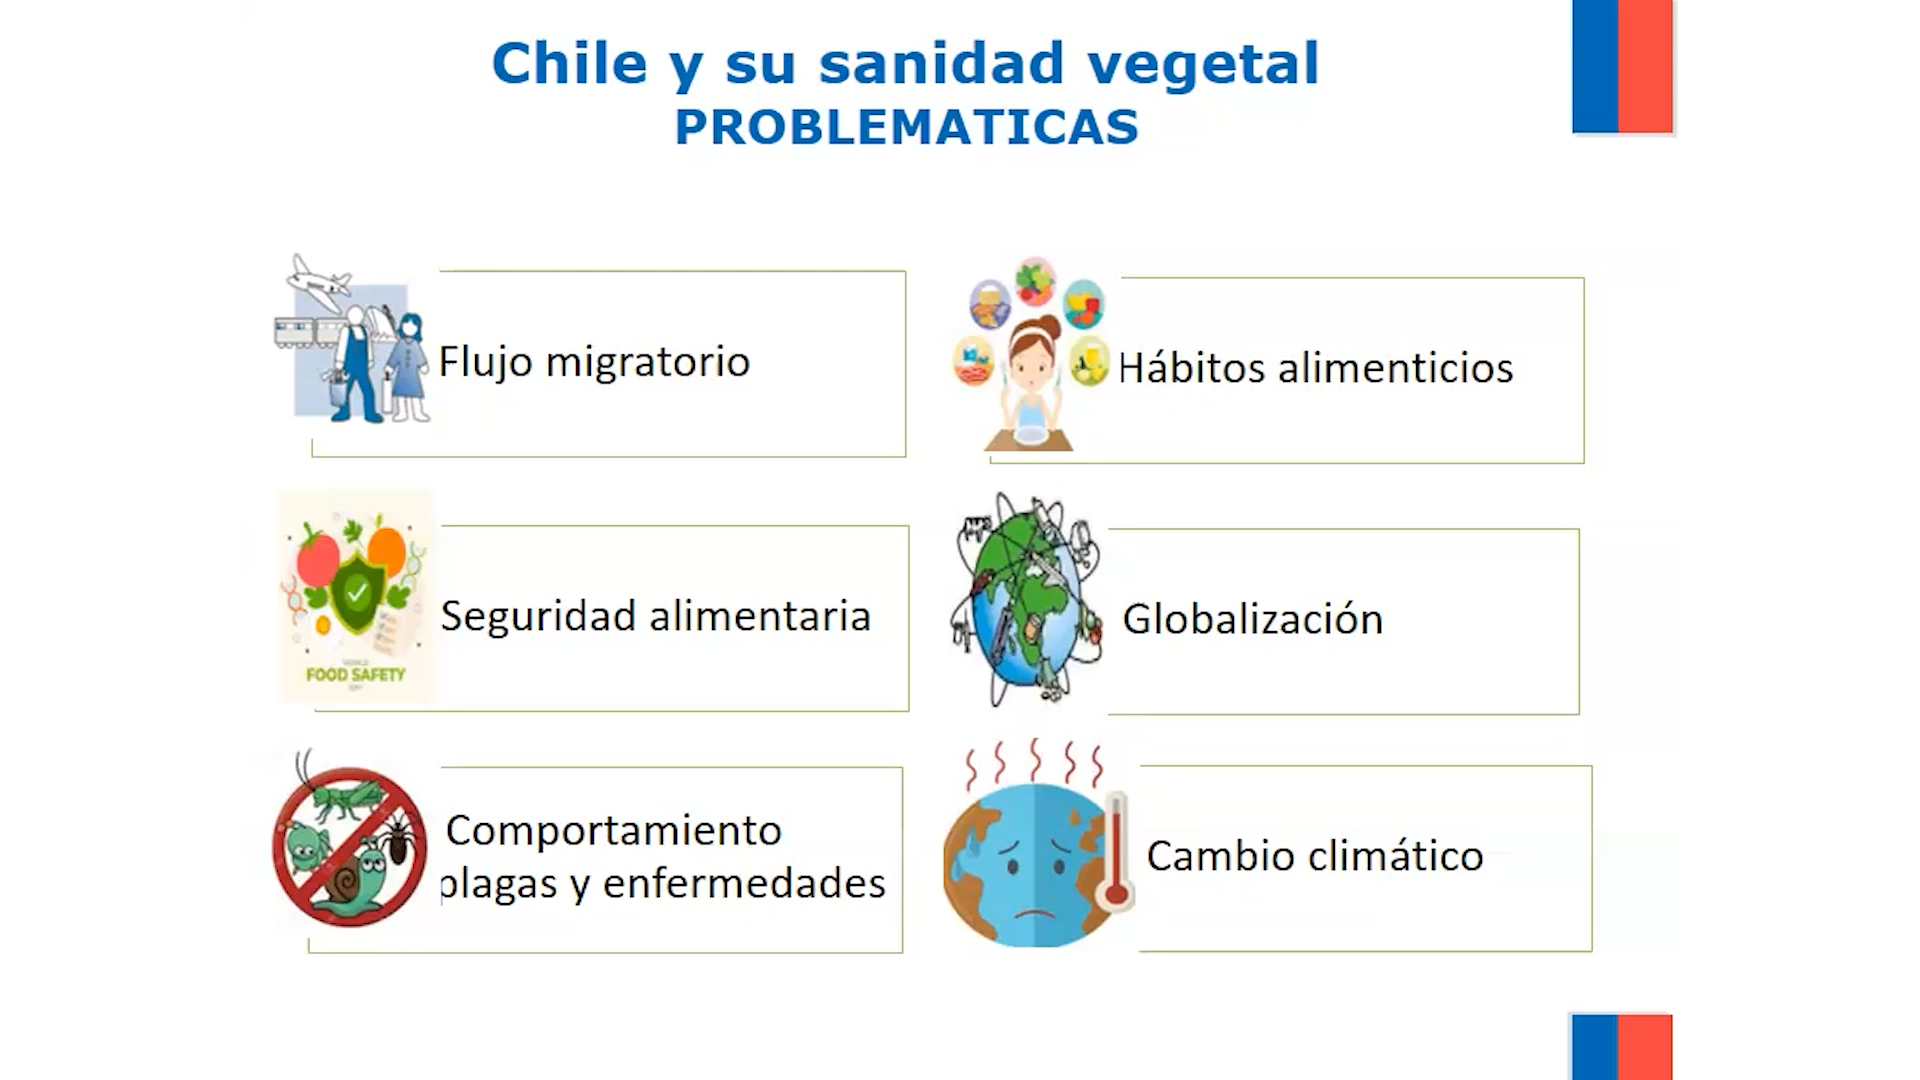 Chile y su sanidad vegetal
PROBLEMATICAS
Flujo migratorio
Hábitos alimenticios
Seguridad alimentaria
FOOD SAFETY
Globalización
Comportamiento
plagas y enfermedades
Cambio climático